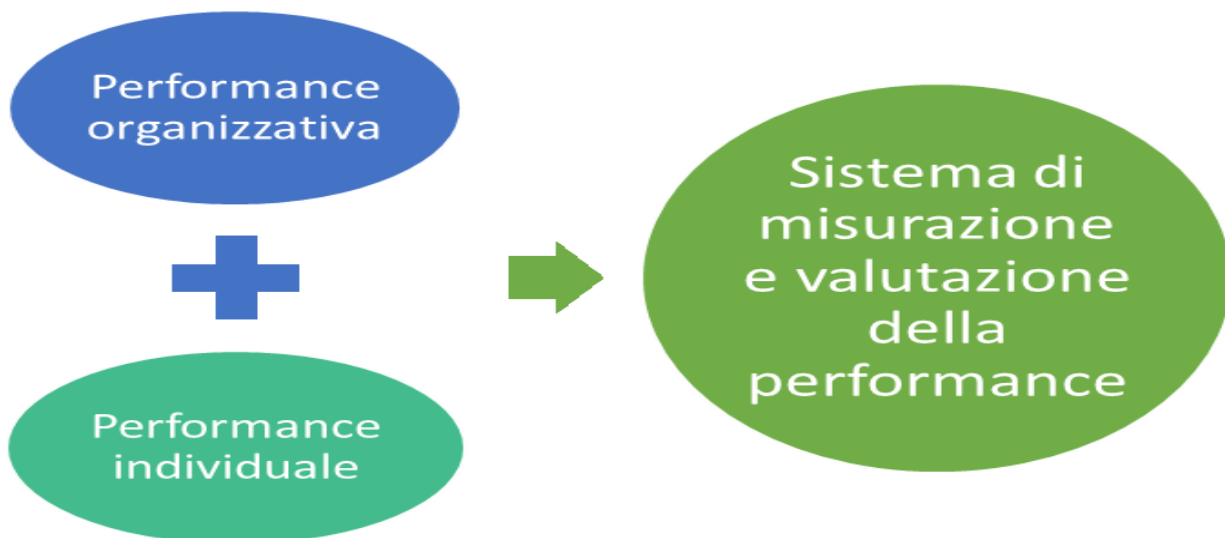 Performance
organizzativa
Performance
individuale
Sistema di
misurazione
e valutazione
della
performance